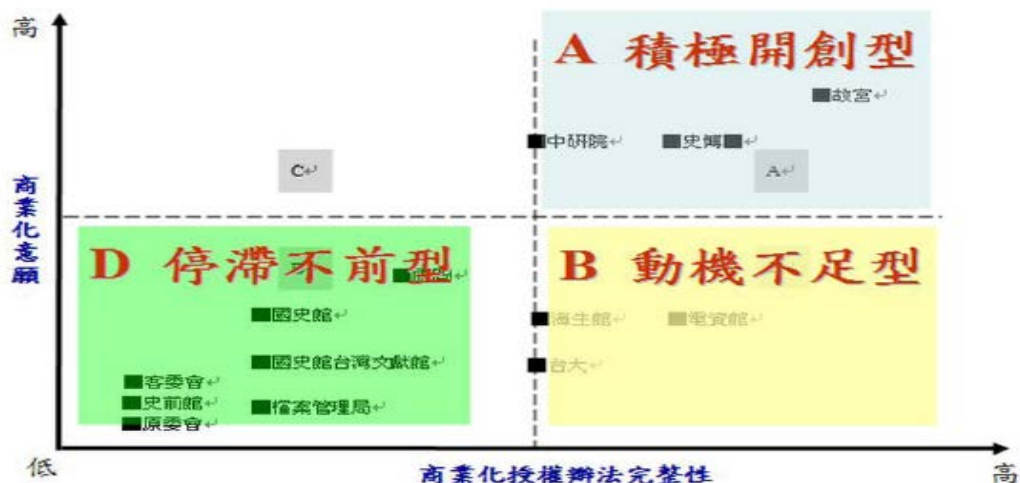 高
A 積極開創型
■故宮↵
■中研院↵ ■史博■↵
C↵
A↵
商業化意願
D 停滯不前型
B 動機不足型
■國史館↵
■海生館↵ ■電資館↵
■國史館台灣文獻館↵
■台大↵
■客委會↵
■史前館↵
■檔案管理局↵
■原委會↵
低
商業化授權辦法完整性
高